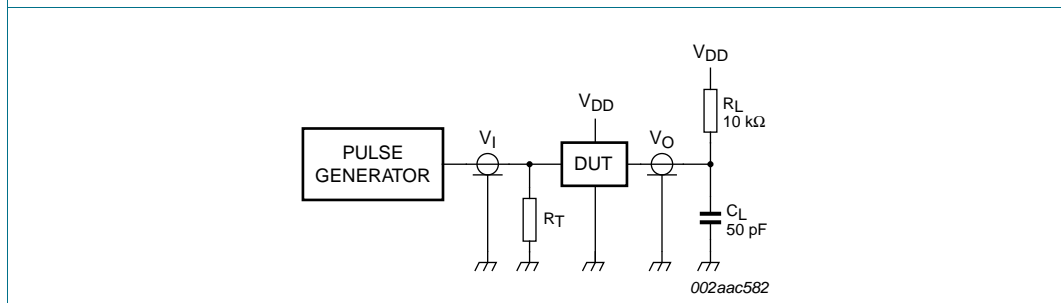 VDD
RL
10 kΩ
VDD
VI
VO
PULSE
GENERATOR
DUT
RT
CL
50 pF
002aac582